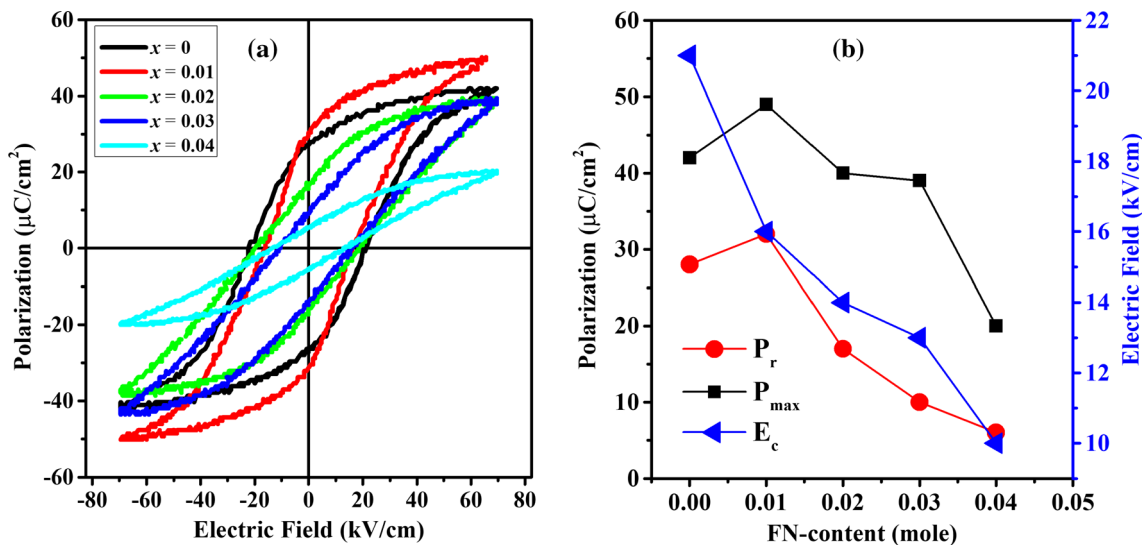 (a)
x = 0
x = 0.01
x = 0.02
x = 0.03
x = 0.04
60
40
20
0
-20
-40
-60
Polarization (μC/cm²)
-80 -60 -40 -20 0 20 40 60 80
Electric Field (kV/cm)
(b)
60
50
40
30
20
10
0
Polarization (μC/cm²)
P_r
P_max
E_c
22
20
18
16
14
12
10
Electric Field (kV/cm)
0.00 0.01 0.02 0.03 0.04 0.05
FN-content (mole)